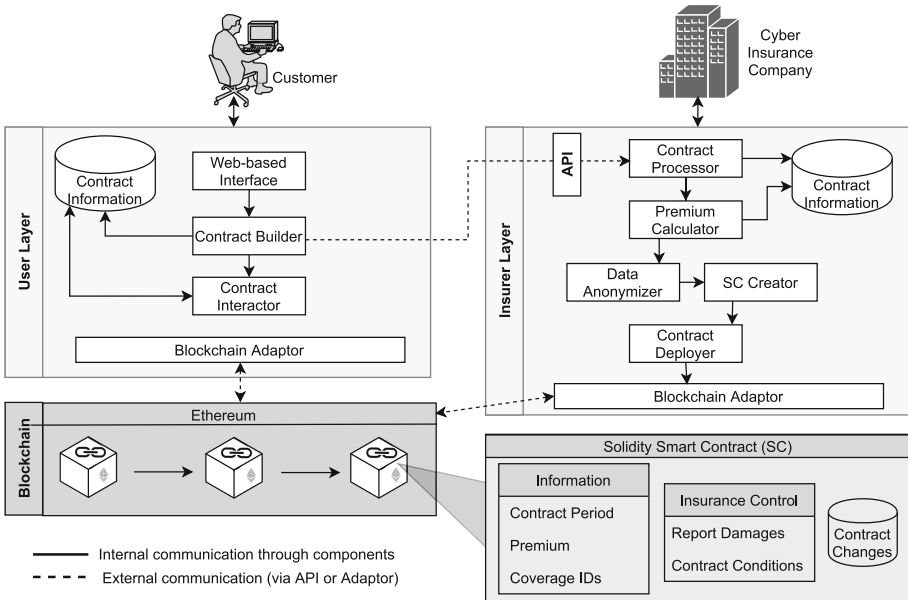 Customer
Cyber
Insurance
Company
User Layer
Contract
Information
Web-based
Interface
Contract Builder
Contract
Interactor
Blockchain Adaptor
Insurer Layer
API
Contract
Processor
Contract
Information
Premium
Calculator
Data
Anonymizer
SC Creator
Contract
Deployer
Blockchain Adaptor
Blockchain
Ethereum
Solidity Smart Contract (SC)
Information
Contract Period
Premium
Coverage IDs
Insurance Control
Report Damages
Contract Conditions
Contract
Changes
Internal communication through components
External communication (via API or Adaptor)